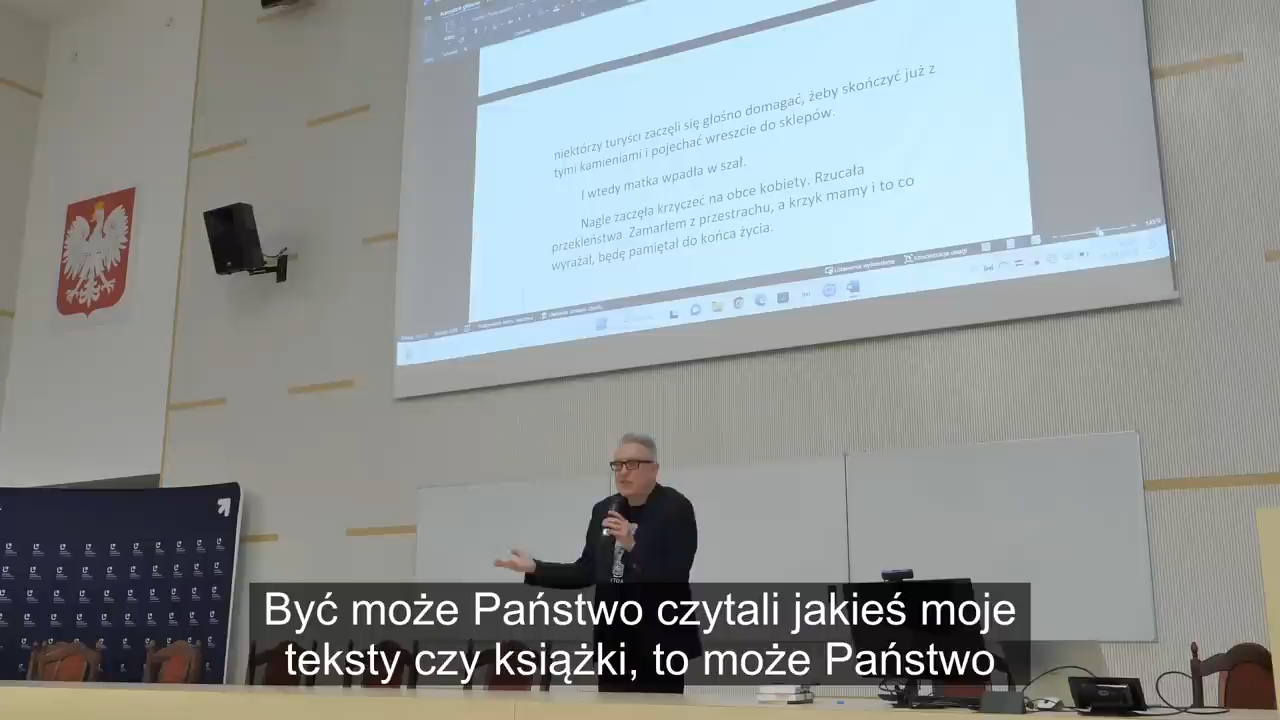 niektórzy turyści zaczęli się głośno domagać, żeby skończyć już z
tymi kamieniami i pojechać wreszcie do sklepów.
I wtedy matka wpadła w szał.
Nagle zaczęła krzyczeć na obce kobiety. Rzucała
przekleństwa. Zamarłem z przestrachu, a krzyk mamy i to co
wyrażał, będę pamiętał do końca życia.
Być może Państwo czytali jakieś moje
teksty czy książki, to może Państwo